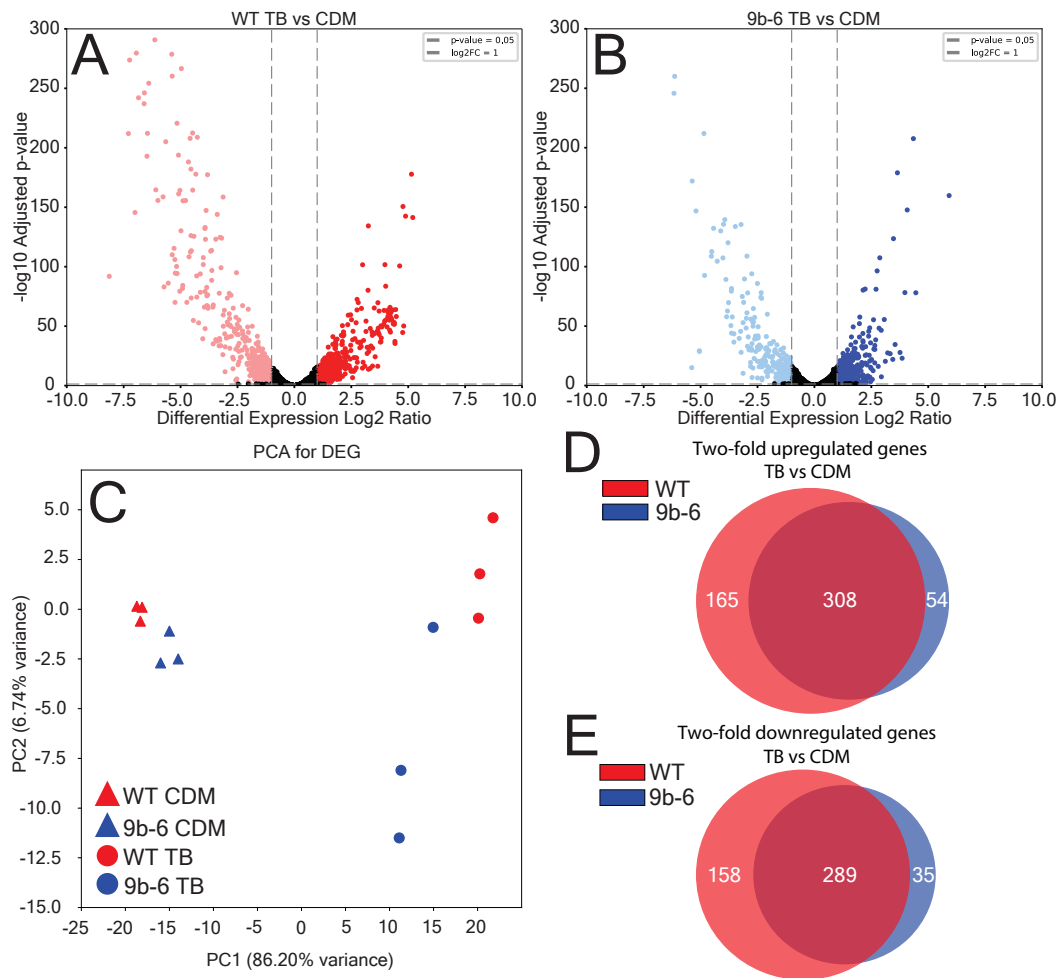 WT TB vs CDM
A
p-value = 0,05
log2FC = 1
-log10 Adjusted p-value
300
250
200
150
100
50
0
-10.0 -7.5 -5.0 -2.5 0.0 2.5 5.0 7.5 10.0
Differential Expression Log2 Ratio
9b-6 TB vs CDM
B
p-value = 0,05
log2FC = 1
-log10 Adjusted p-value
300
250
200
150
100
50
0
-10.0 -7.5 -5.0 -2.5 0.0 2.5 5.0 7.5 10.0
Differential Expression Log2 Ratio
PCA for DEG
C
PC2 (6.74% variance)
5.0
2.5
0.0
-2.5
-5.0
-7.5
-10.0
-12.5
-15.0
WT CDM
9b-6 CDM
WT TB
9b-6 TB
-25 -20 -15 -10 -5 0 5 10 15 20
PC1 (86.20% variance)
D
Two-fold upregulated genes
TB vs CDM
WT
9b-6
165 308 54
E
Two-fold downregulated genes
TB vs CDM
WT
9b-6
158 289 35